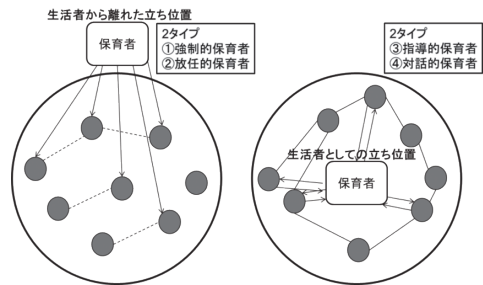 生活者から離れた立ち位置
保育者
2タイプ
①強制的保育者
②放任的保育者
2タイプ
③指導的保育者
④対話的保育者
生活者としての立ち位置
保育者